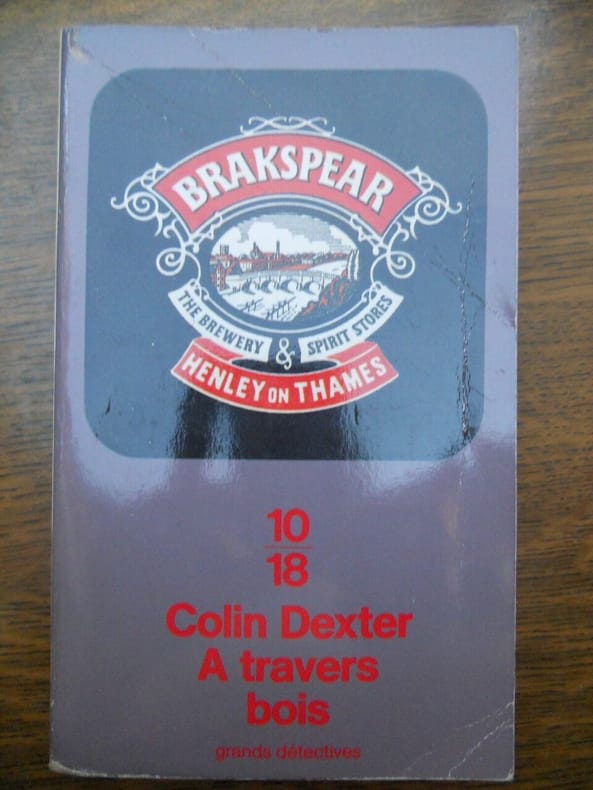 BRAKSPEAR
THE BREWERY & SPIRIT STORES
HENLEY ON THAMES
10
18
Colin Dexter
A travers
bois
grands détectives